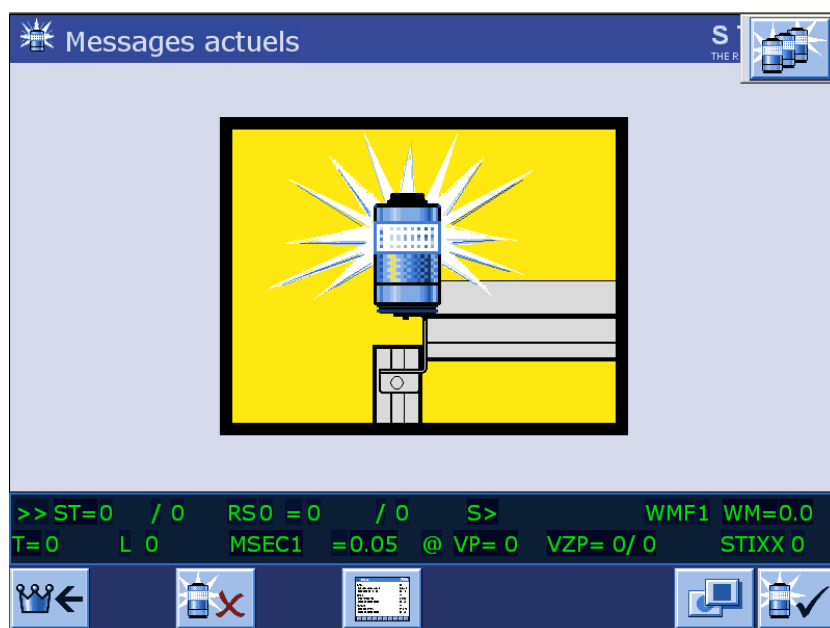 Messages actuels
S
THE R
>> ST=0 / 0 RS0 =0 / 0 S> WMF1 WM=0.0
T=0 L 0 MSEC1 =0.05 @ VP= 0 VZP= 0/ 0 STIXX 0